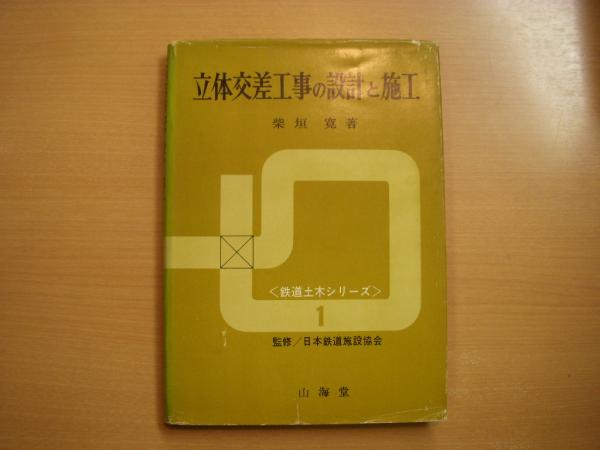 立体交差工事の設計と施工
柴垣 寛著
<鉄道土木シリーズ>
1
監修/日本鉄道施設協会
山海堂